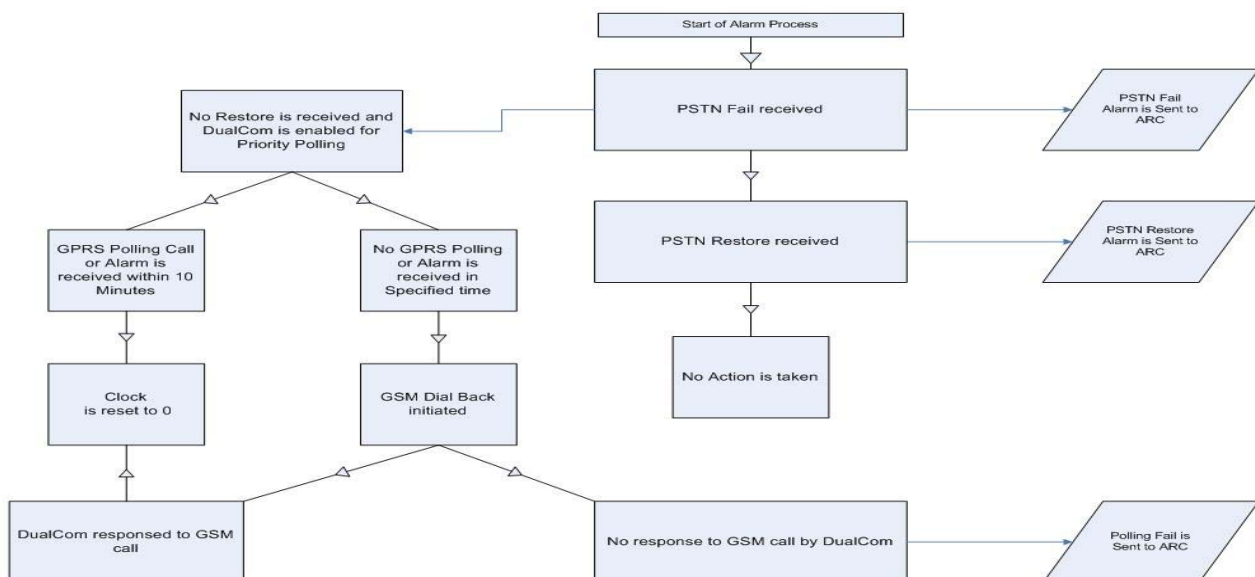 Start of Alarm Process
PSTN Fail received
PSTN Fail
Alarm is Sent to
ARC
No Restore is received and
DualCom is enabled for
Priority Polling
PSTN Restore received
PSTN Restore
Alarm is Sent to
ARC
GPRS Polling Call
or Alarm is
received within 10
Minutes
No GPRS Polling
or Alarm is
received in
Specified time
No Action is taken
Clock
is reset to 0
GSM Dial Back
initiated
DualCom responsed to GSM
call
No response to GSM call by DualCom
Polling Fail is
Sent to ARC